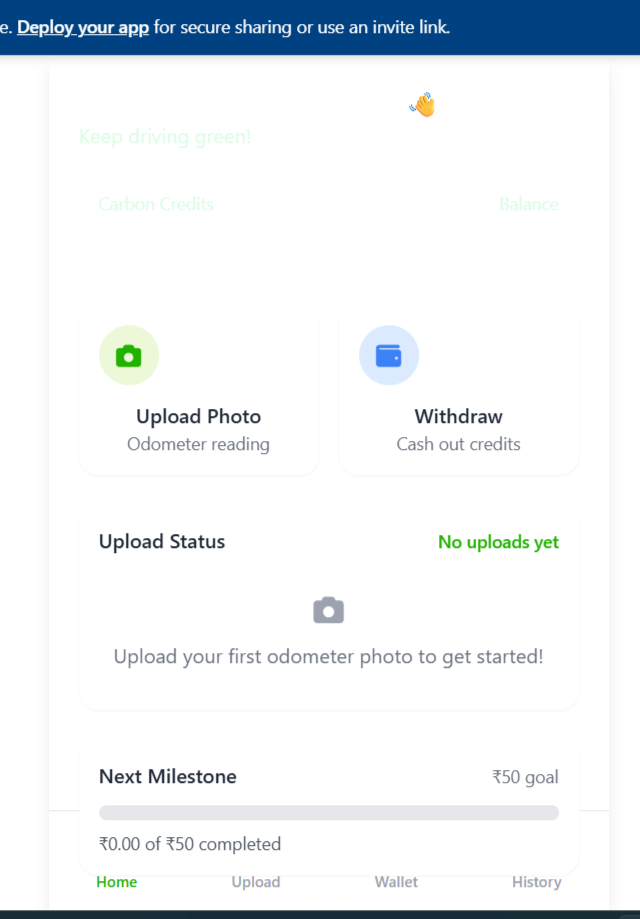 e. Deploy your app for secure sharing or use an invite link.
👋
Keep driving green!
Carbon Credits Balance
Upload Photo Withdraw
Odometer reading Cash out credits
Upload Status No uploads yet
Upload your first odometer photo to get started!
Next Milestone ₹50 goal
₹0.00 of ₹50 completed
Home Upload Wallet History